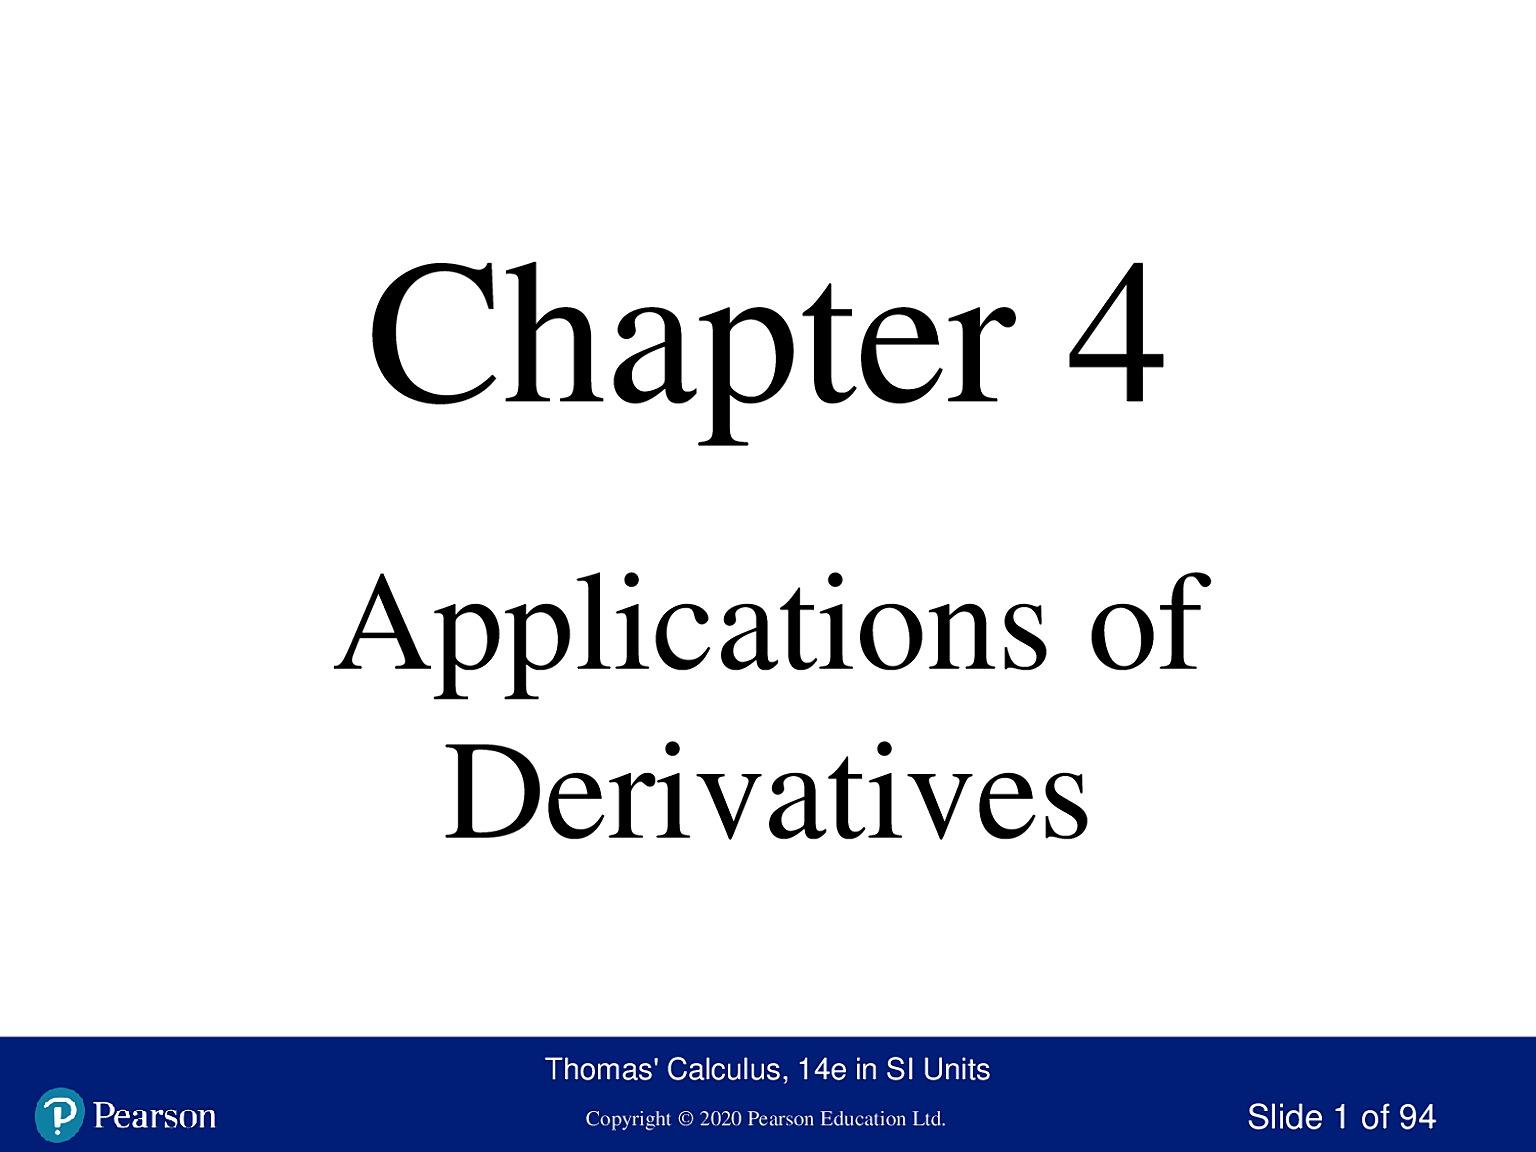 Chapter 4
Applications of
Derivatives
Thomas' Calculus, 14e in SI Units
Pearson
Copyright © 2020 Pearson Education Ltd.
Slide 1 of 94